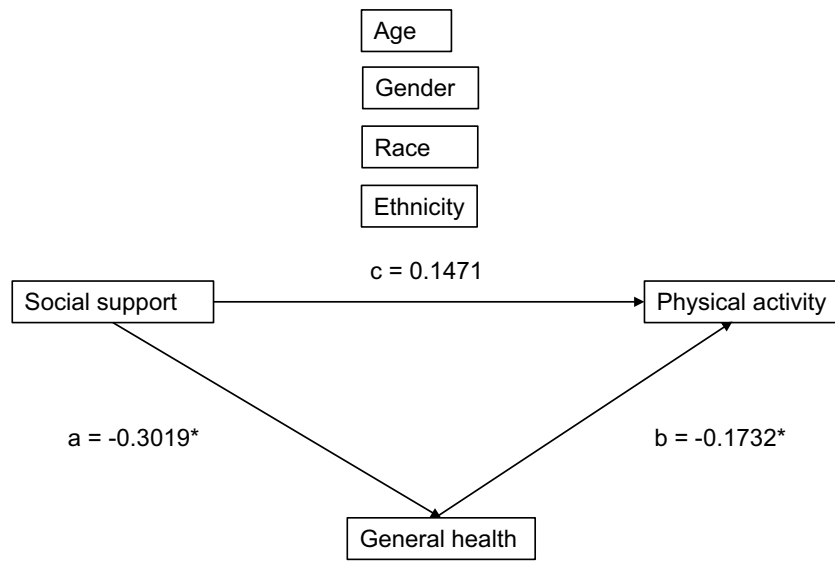 Age
Gender
Race
Ethnicity
c = 0.1471
Social support
Physical activity
a = -0.3019*
b = -0.1732*
General health